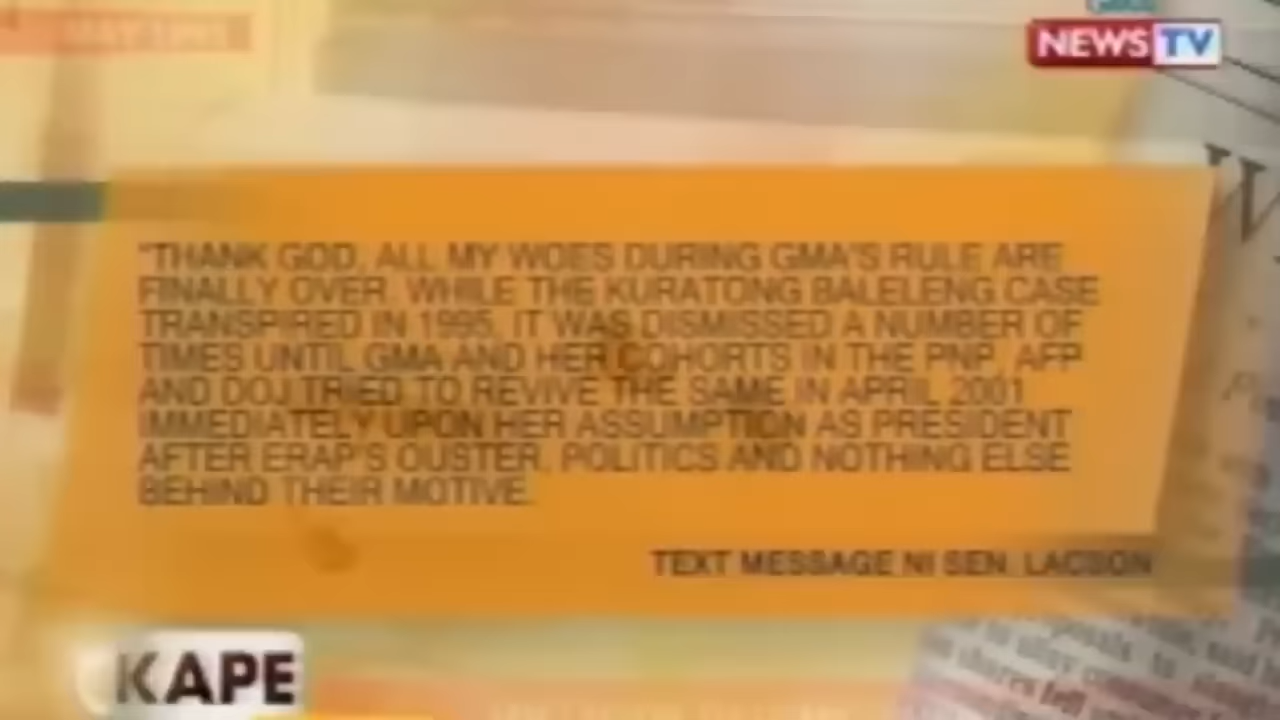 GMA
NEWS TV
"THANK GOD, ALL MY WOES DURING GMA'S RULE ARE
FINALLY OVER. WHILE THE KURATONG BALELENG CASE
TRANSPIRED IN 1995, IT WAS DISMISSED A NUMBER OF
TIMES UNTIL GMA AND HER COHORTS IN THE PNP, AFP
AND DOJ TRIED TO REVIVE THE SAME IN APRIL 2001
IMMEDIATELY UPON HER ASSUMPTION AS PRESIDENT
AFTER ERAP'S OUSTER. POLITICS AND NOTHING ELSE
BEHIND THEIR MOTIVE.
TEXT MESSAGE NI SEN. LACSON
KAPE
shares fell